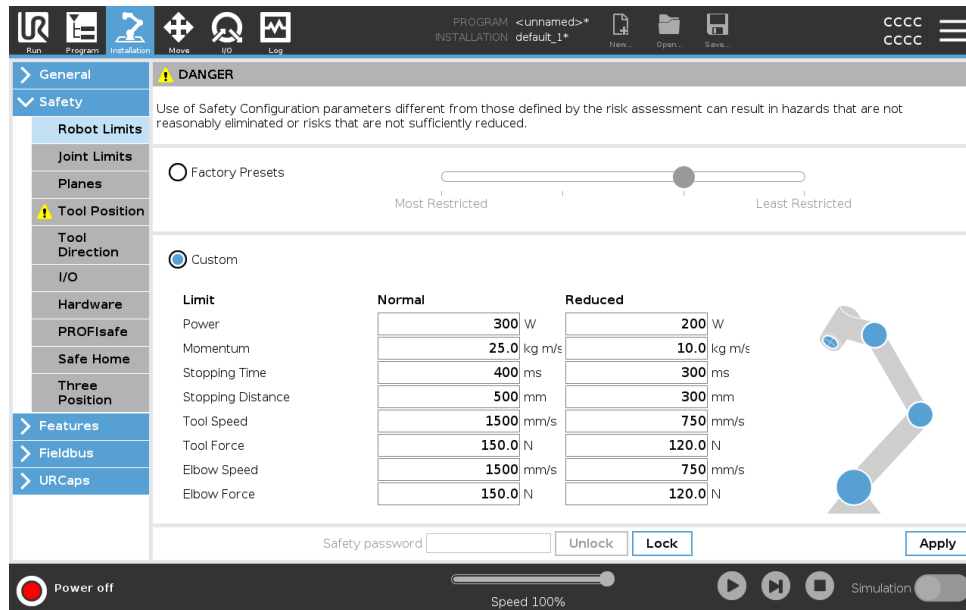 PROGRAM <unnamed>*
INSTALLATION default_1*
UR
Run
Program
Installation
Move
I/O
Log
New...
Open...
Save...
CCCC
CCCC
General
Safety
Robot Limits
Joint Limits
Planes
Tool Position
Tool
Direction
I/O
Hardware
PROFIsafe
Safe Home
Three
Position
Features
Fieldbus
URCaps
DANGER
Use of Safety Configuration parameters different from those defined by the risk assessment can result in hazards that are not
reasonably eliminated or risks that are not sufficiently reduced.
Factory Presets
Most Restricted
Least Restricted
Custom
Limit Normal Reduced
Power 300 W 200 W
Momentum 25.0 kg m/s 10.0 kg m/s
Stopping Time 400 ms 300 ms
Stopping Distance 500 mm 300 mm
Tool Speed 1500 mm/s 750 mm/s
Tool Force 150.0 N 120.0 N
Elbow Speed 1500 mm/s 750 mm/s
Elbow Force 150.0 N 120.0 N
Safety password Unlock Lock Apply
Power off
Speed 100%
Simulation